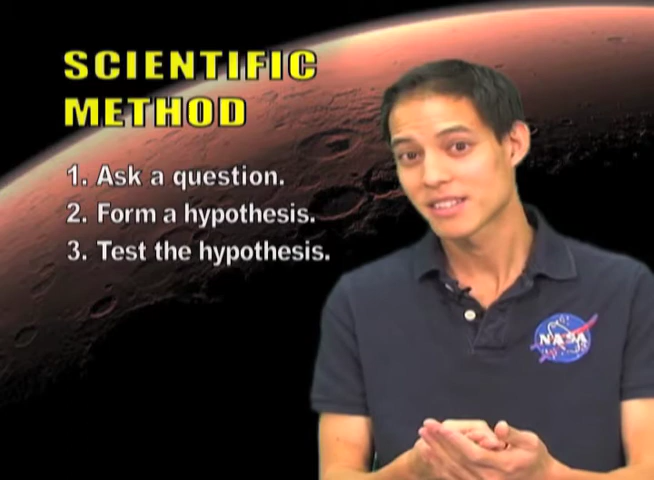 SCIENTIFIC
METHOD
1. Ask a question.
2. Form a hypothesis.
3. Test the hypothesis.
NASA